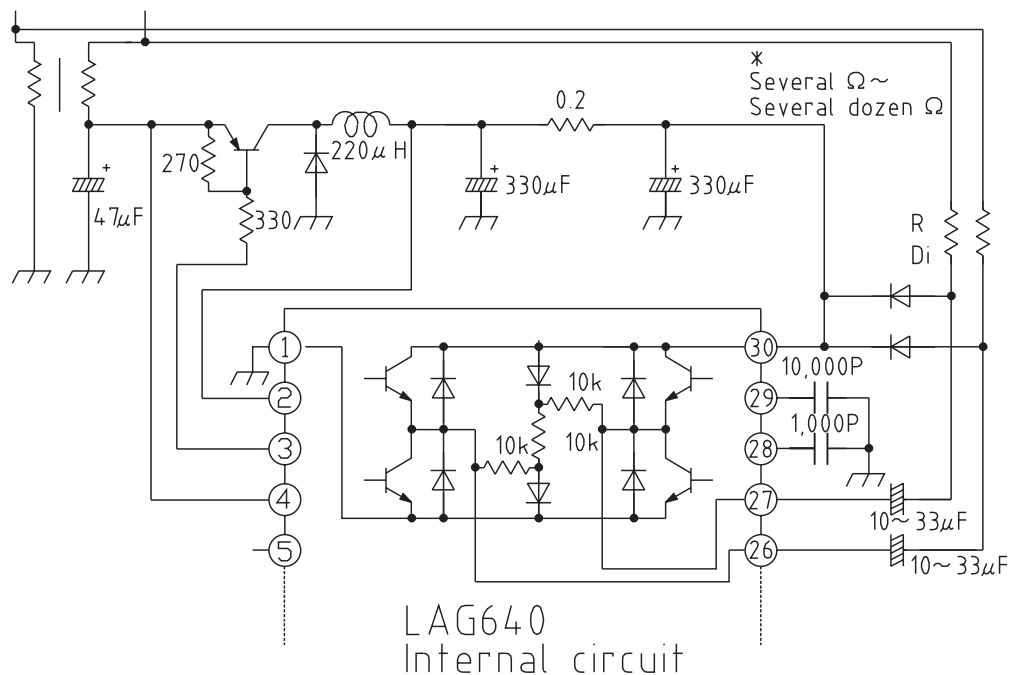 *
Several Ω~
Several dozen Ω
0.2
270
220μH
330μF
330μF
47μF
330
R
Di
1
30
10,000P
2
10k
29
1,000P
3
10k
10k
28
4
27
10~33μF
5
26
10~33μF
LAG640
Internal circuit